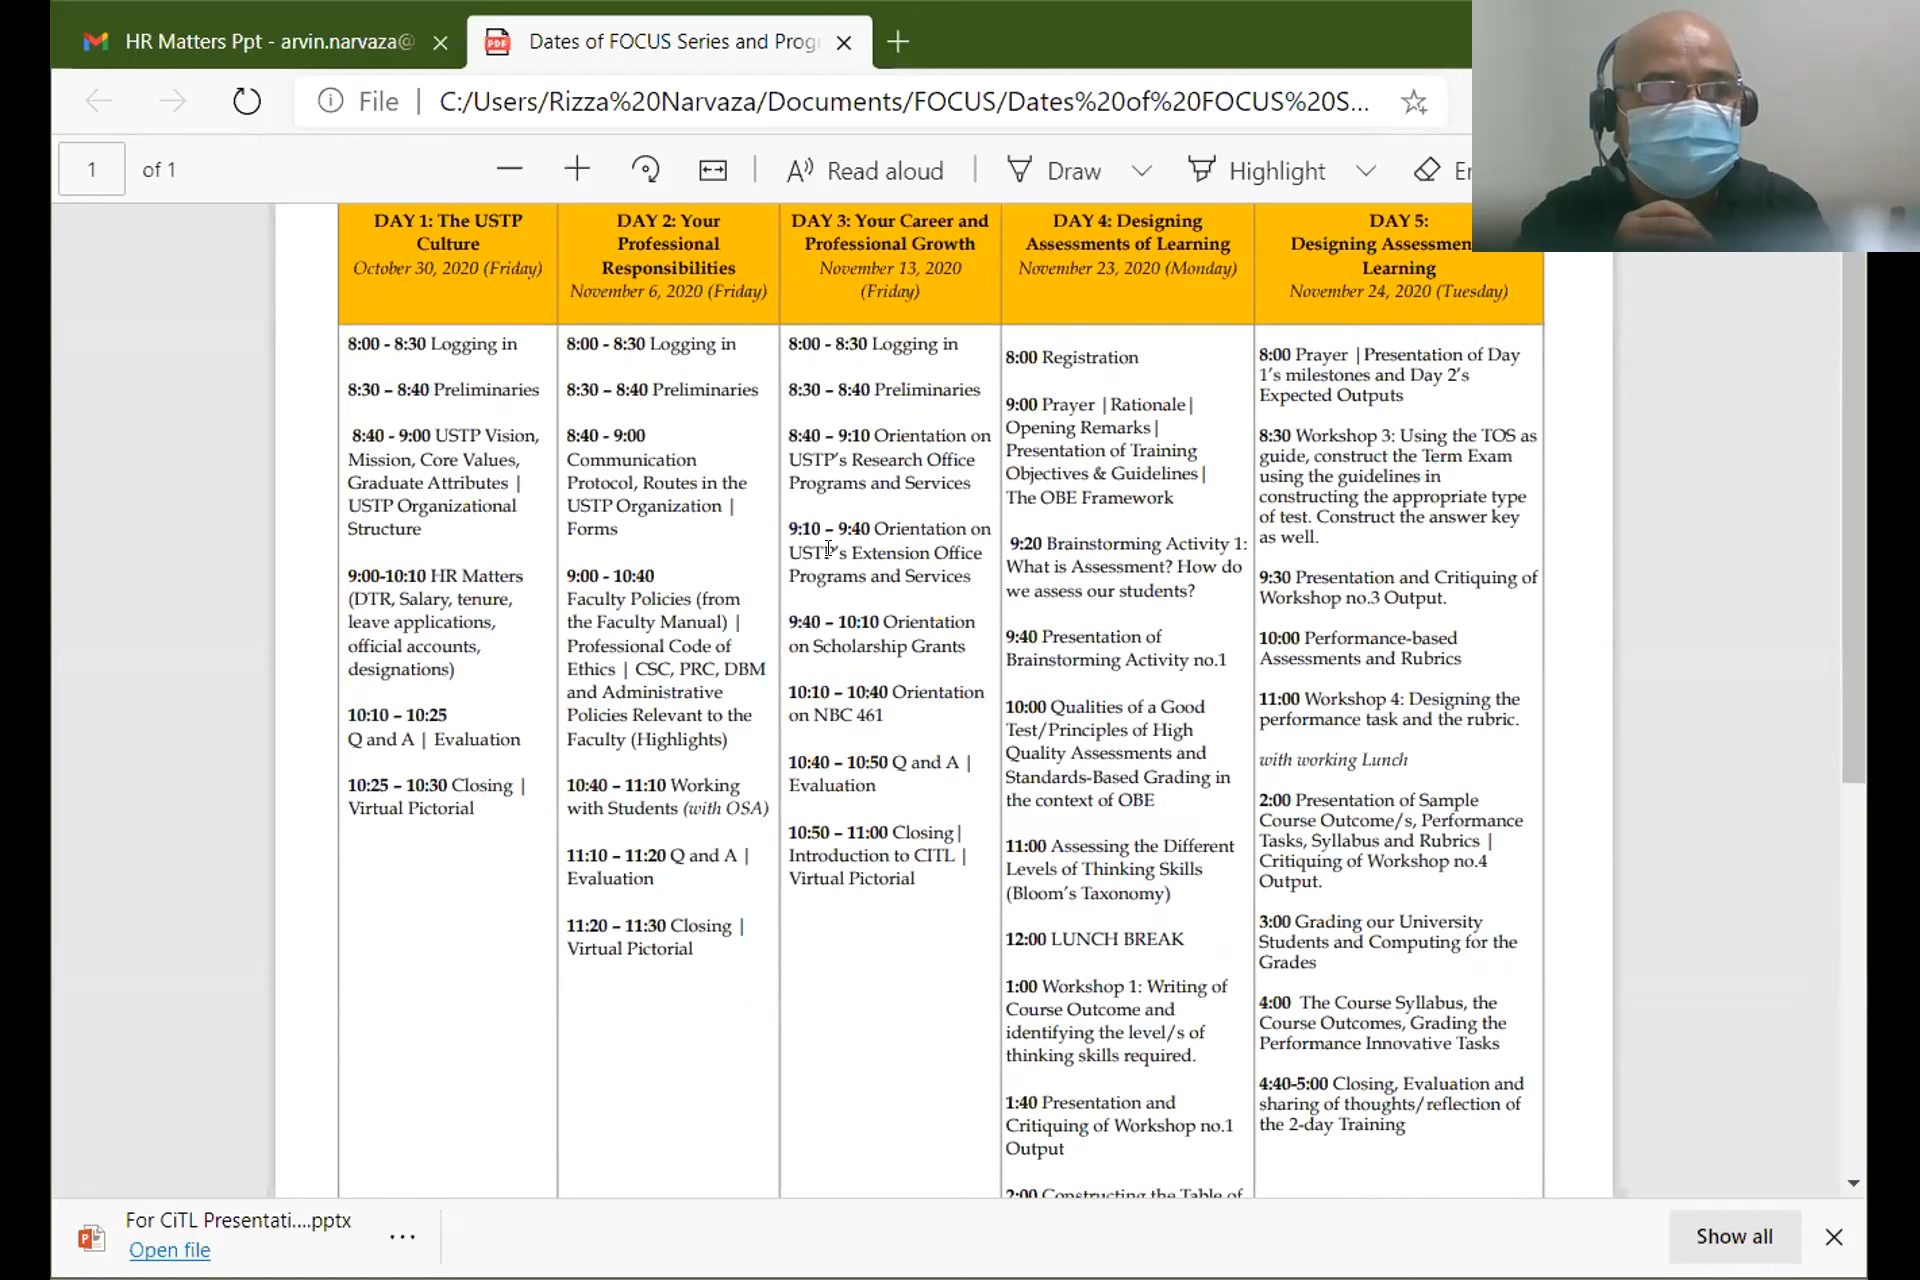 HR Matters Ppt - arvin.narvaza@
Dates of FOCUS Series and Prog
File
C:/Users/Rizza%20Narvaza/Documents/FOCUS/Dates%20of%20FOCUS%20S...
1
of 1
Read aloud
Draw
Highlight
DAY 1: The USTP
Culture
October 30, 2020 (Friday)
8:00 - 8:30 Logging in
8:30 – 8:40 Preliminaries
8:40 - 9:00 USTP Vision,
Mission, Core Values,
Graduate Attributes |
USTP Organizational
Structure
9:00-10:10 HR Matters
(DTR, Salary, tenure,
leave applications,
official accounts,
designations)
10:10 – 10:25
Q and A | Evaluation
10:25 – 10:30 Closing |
Virtual Pictorial
DAY 2: Your
Professional
Responsibilities
November 6, 2020 (Friday)
8:00 - 8:30 Logging in
8:30 – 8:40 Preliminaries
8:40 - 9:00
Communication
Protocol, Routes in the
USTP Organization |
Forms
9:00 - 10:40
Faculty Policies (from
the Faculty Manual) |
Professional Code of
Ethics | CSC, PRC, DBM
and Administrative
Policies Relevant to the
Faculty (Highlights)
10:40 – 11:10 Working
with Students (with OSA)
11:10 – 11:20 Q and A |
Evaluation
11:20 – 11:30 Closing |
Virtual Pictorial
DAY 3: Your Career and
Professional Growth
November 13, 2020
(Friday)
8:00 - 8:30 Logging in
8:30 – 8:40 Preliminaries
8:40 – 9:10 Orientation on
USTP's Research Office
Programs and Services
9:10 – 9:40 Orientation on
USTP's Extension Office
Programs and Services
9:40 – 10:10 Orientation
on Scholarship Grants
10:10 – 10:40 Orientation
on NBC 461
10:40 – 10:50 Q and A |
Evaluation
10:50 – 11:00 Closing|
Introduction to CITL |
Virtual Pictorial
DAY 4: Designing
Assessments of Learning
November 23, 2020 (Monday)
8:00 Registration
9:00 Prayer |Rationale|
Opening Remarks|
Presentation of Training
Objectives & Guidelines|
The OBE Framework
9:20 Brainstorming Activity 1:
What is Assessment? How do
we assess our students?
9:40 Presentation of
Brainstorming Activity no.1
10:00 Qualities of a Good
Test/Principles of High
Quality Assessments and
Standards-Based Grading in
the context of OBE
11:00 Assessing the Different
Levels of Thinking Skills
(Bloom's Taxonomy)
12:00 LUNCH BREAK
1:00 Workshop 1: Writing of
Course Outcome and
identifying the level/s of
thinking skills required.
1:40 Presentation and
Critiquing of Workshop no.1
Output
2:00 Constructing the Table of
DAY 5:
Designing Assessmen
Learning
November 24, 2020 (Tuesday)
8:00 Prayer |Presentation of Day
1's milestones and Day 2's
Expected Outputs
8:30 Workshop 3: Using the TOS as
guide, construct the Term Exam
using the guidelines in
constructing the appropriate type
of test. Construct the answer key
as well.
9:30 Presentation and Critiquing of
Workshop no.3 Output.
10:00 Performance-based
Assessments and Rubrics
11:00 Workshop 4: Designing the
performance task and the rubric.
with working Lunch
2:00 Presentation of Sample
Course Outcome/s, Performance
Tasks, Syllabus and Rubrics |
Critiquing of Workshop no.4
Output.
3:00 Grading our University
Students and Computing for the
Grades
4:00 The Course Syllabus, the
Course Outcomes, Grading the
Performance Innovative Tasks
4:40-5:00 Closing, Evaluation and
sharing of thoughts/reflection of
the 2-day Training
For CiTL Presentati....pptx
Open file
Show all